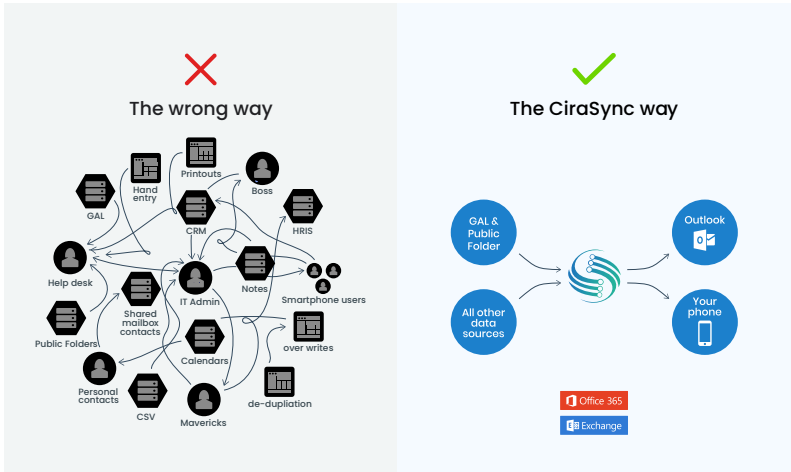 The wrong way
Printouts
Boss
Hand
entry
GAL
CRM
HRIS
Help desk
IT Admin
Notes
Smartphone users
Shared
mailbox
contacts
Public Folders
over writes
Calendars
Personal
contacts
CSV
Mavericks
de-dupliation
The CiraSync way
GAL &
Public
Folder
Outlook
All other
data
sources
Your
phone
Office 365
Exchange